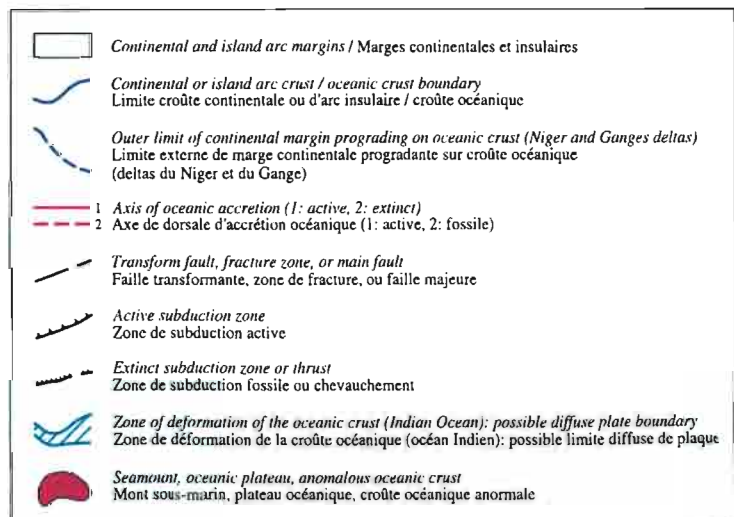 Continental and island arc margins / Marges continentales et insulaires
Continental or island arc crust / oceanic crust boundary
Limite croûte continentale ou d'arc insulaire / croûte océanique
Outer limit of continental margin prograding on oceanic crust (Niger and Ganges deltas)
Limite externe de marge continentale progradante sur croûte océanique
(deltas du Niger et du Gange)
1 Axis of oceanic accretion (1: active, 2: extinct)
2 Axe de dorsale d'accrétion océanique (1: active, 2: fossile)
Transform fault, fracture zone, or main fault
Faille transformante, zone de fracture, ou faille majeure
Active subduction zone
Zone de subduction active
Extinct subduction zone or thrust
Zone de subduction fossile ou chevauchement
Zone of deformation of the oceanic crust (Indian Ocean): possible diffuse plate boundary
Zone de déformation de la croûte océanique (océan Indien): possible limite diffuse de plaque
Seamount, oceanic plateau, anomalous oceanic crust
Mont sous-marin, plateau océanique, croûte océanique anormale